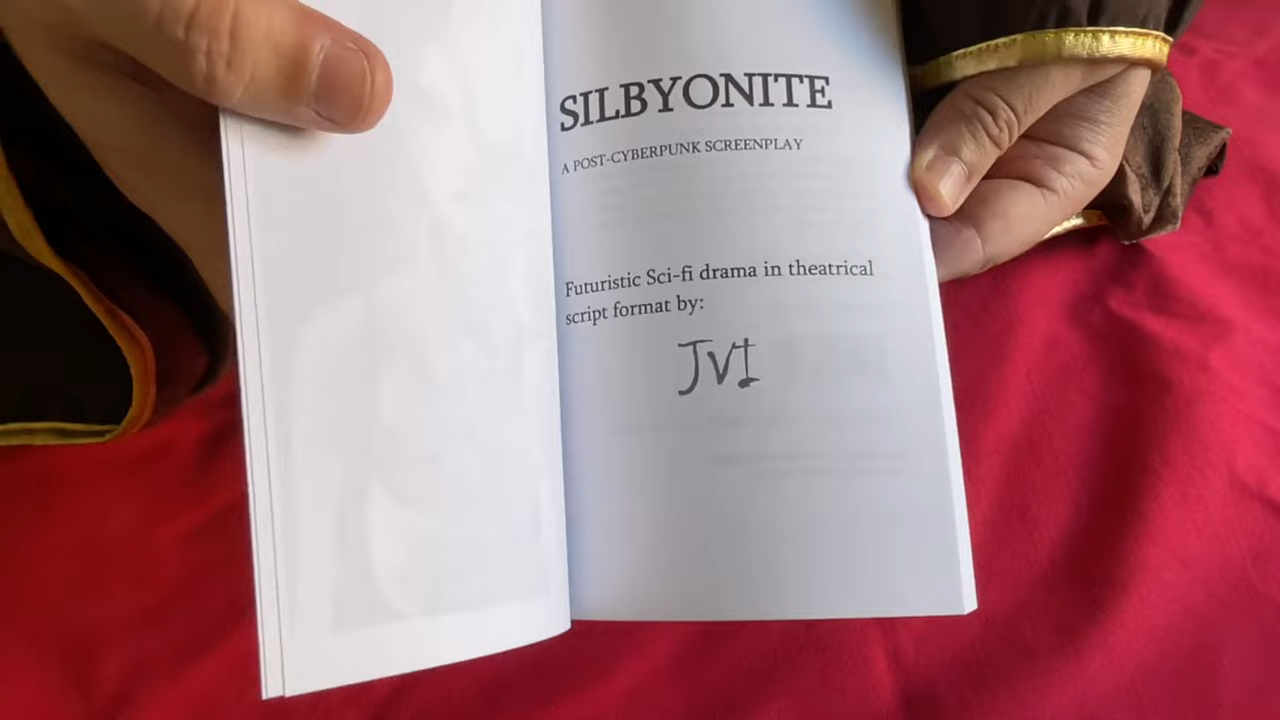 SILBYONITE
A POST-CYBERPUNK SCREENPLAY
Futuristic Sci-fi drama in theatrical
script format by:
JVI